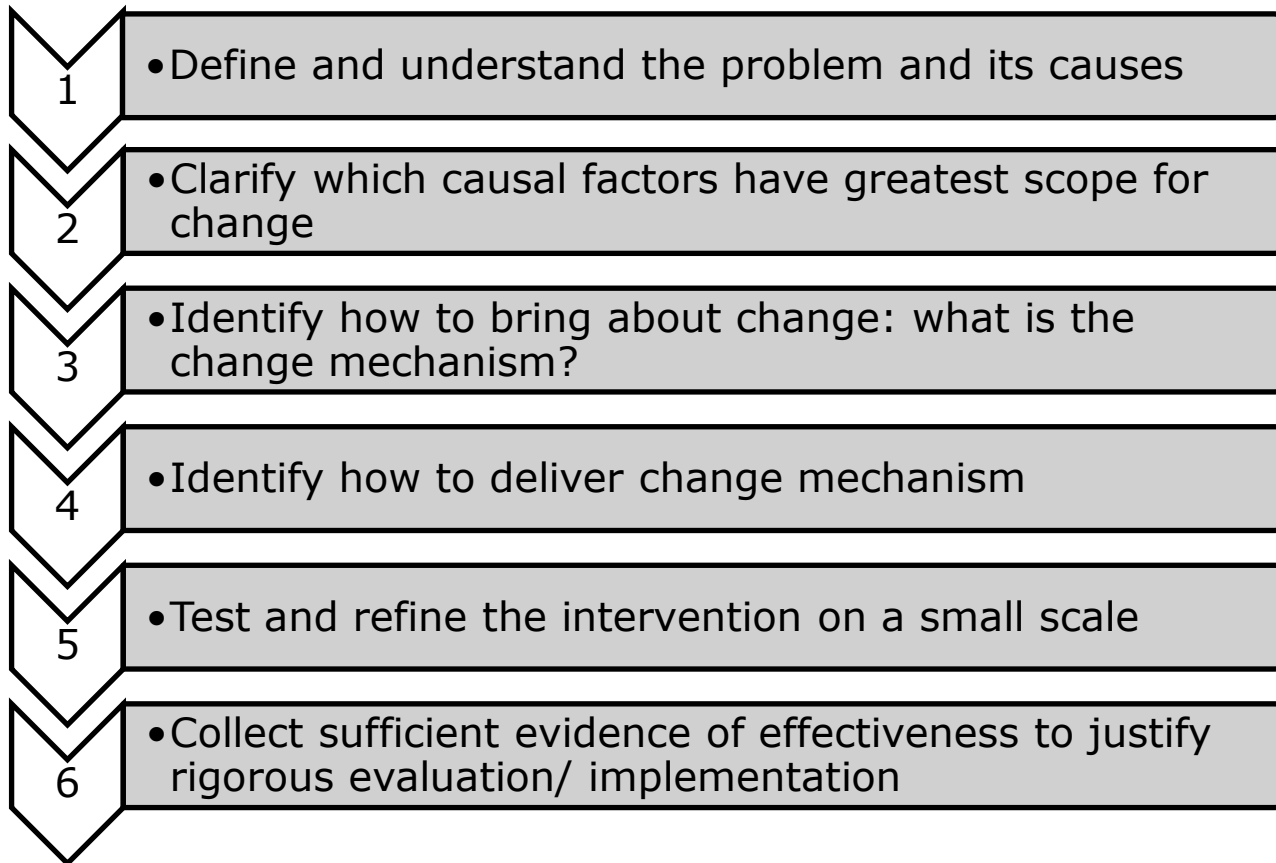 1
•Define and understand the problem and its causes
2
•Clarify which causal factors have greatest scope for
change
3
•Identify how to bring about change: what is the
change mechanism?
4
•Identify how to deliver change mechanism
5
•Test and refine the intervention on a small scale
6
•Collect sufficient evidence of effectiveness to justify
rigorous evaluation/ implementation